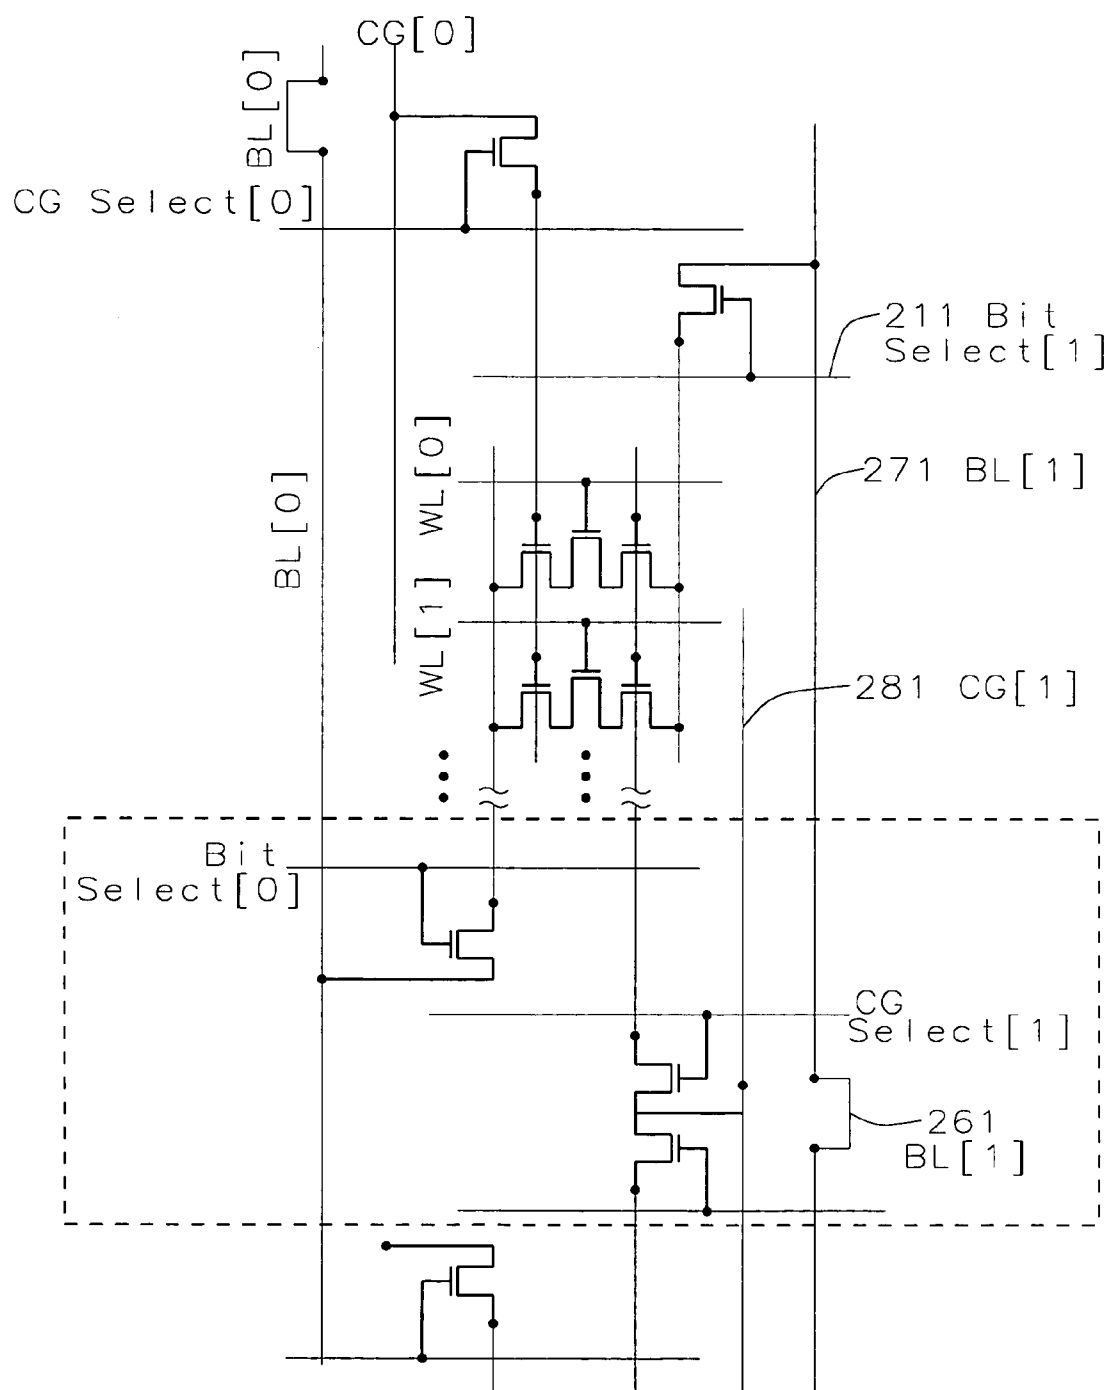 CG[0]
BL[0]
CG Select[0]
211 Bit
Select[1]
WL[0]
271 BL[1]
BL[0]
WL[1]
281 CG[1]
Bit
Select[0]
CG
Select[1]
261
BL[1]